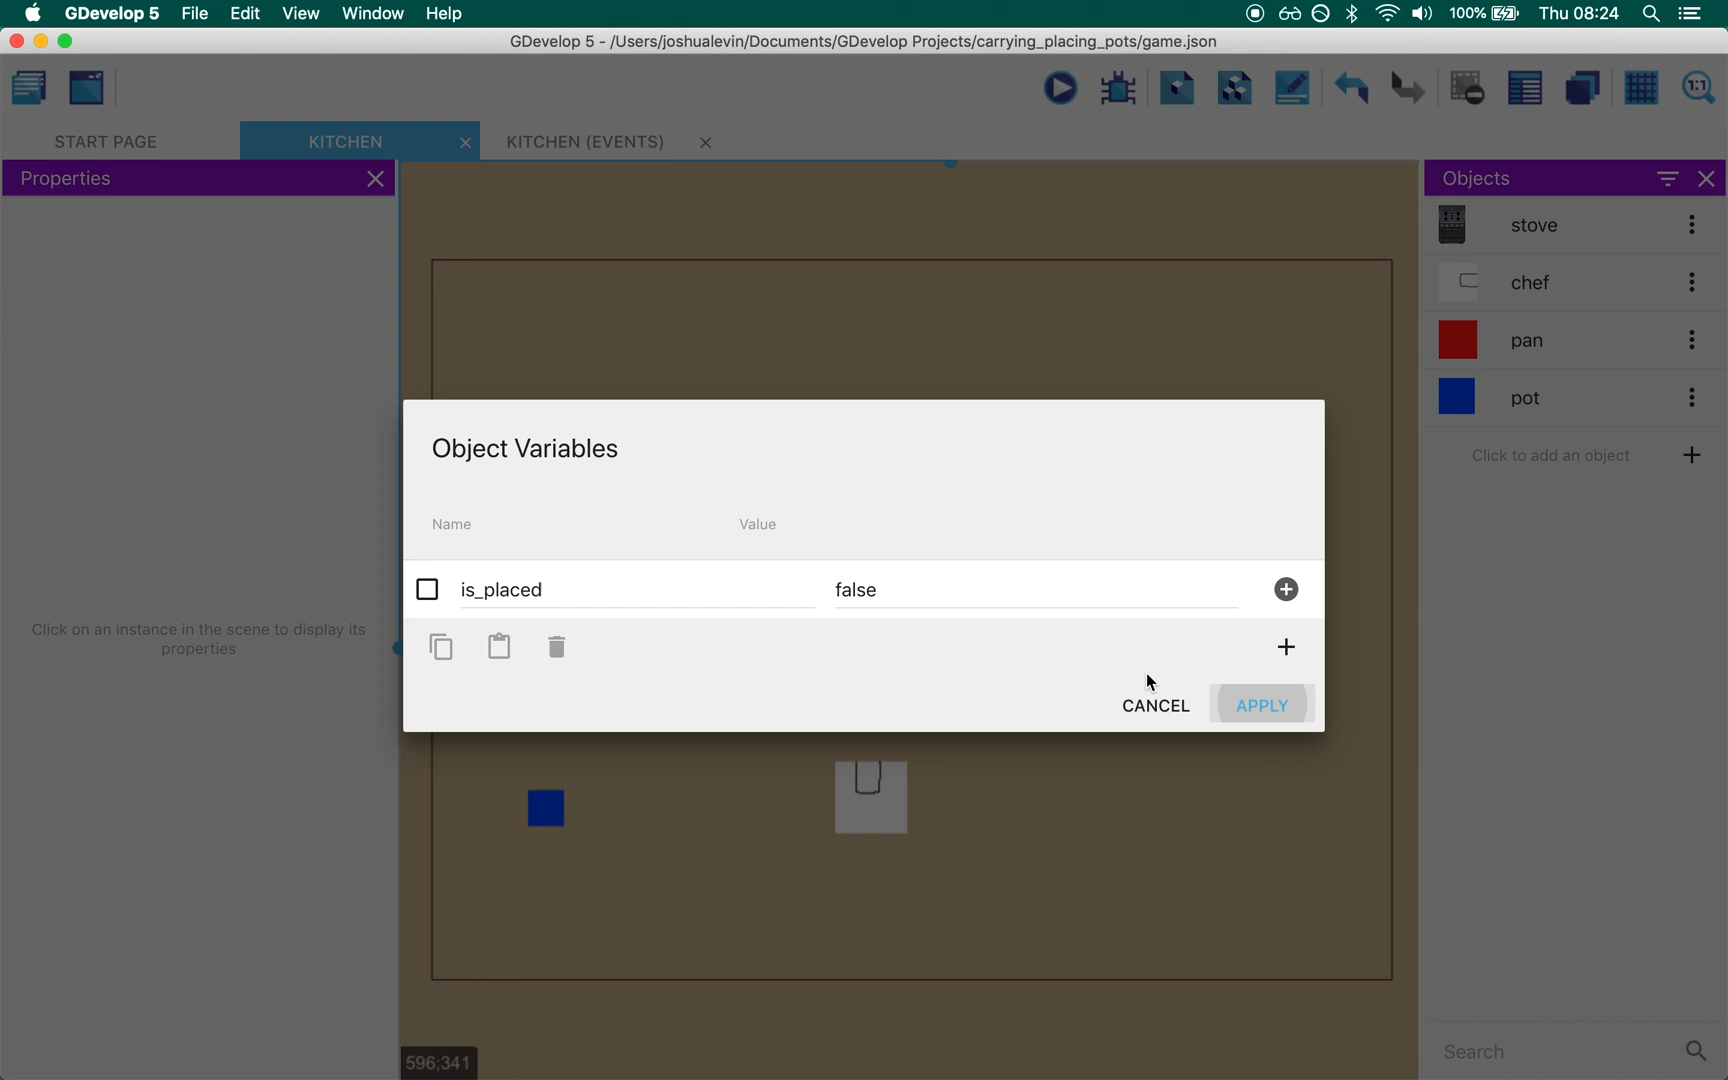 GDevelop 5 File Edit View Window Help 100% Thu 08:24
GDevelop 5 - /Users/joshualevin/Documents/GDevelop Projects/carrying_placing_pots/game.json
1:1
START PAGE KITCHEN KITCHEN (EVENTS)
Properties
Objects
stove
chef
pan
pot
Click to add an object
Object Variables
Name Value
is_placed false
CANCEL APPLY
Click on an instance in the scene to display its
properties
596;341
Search